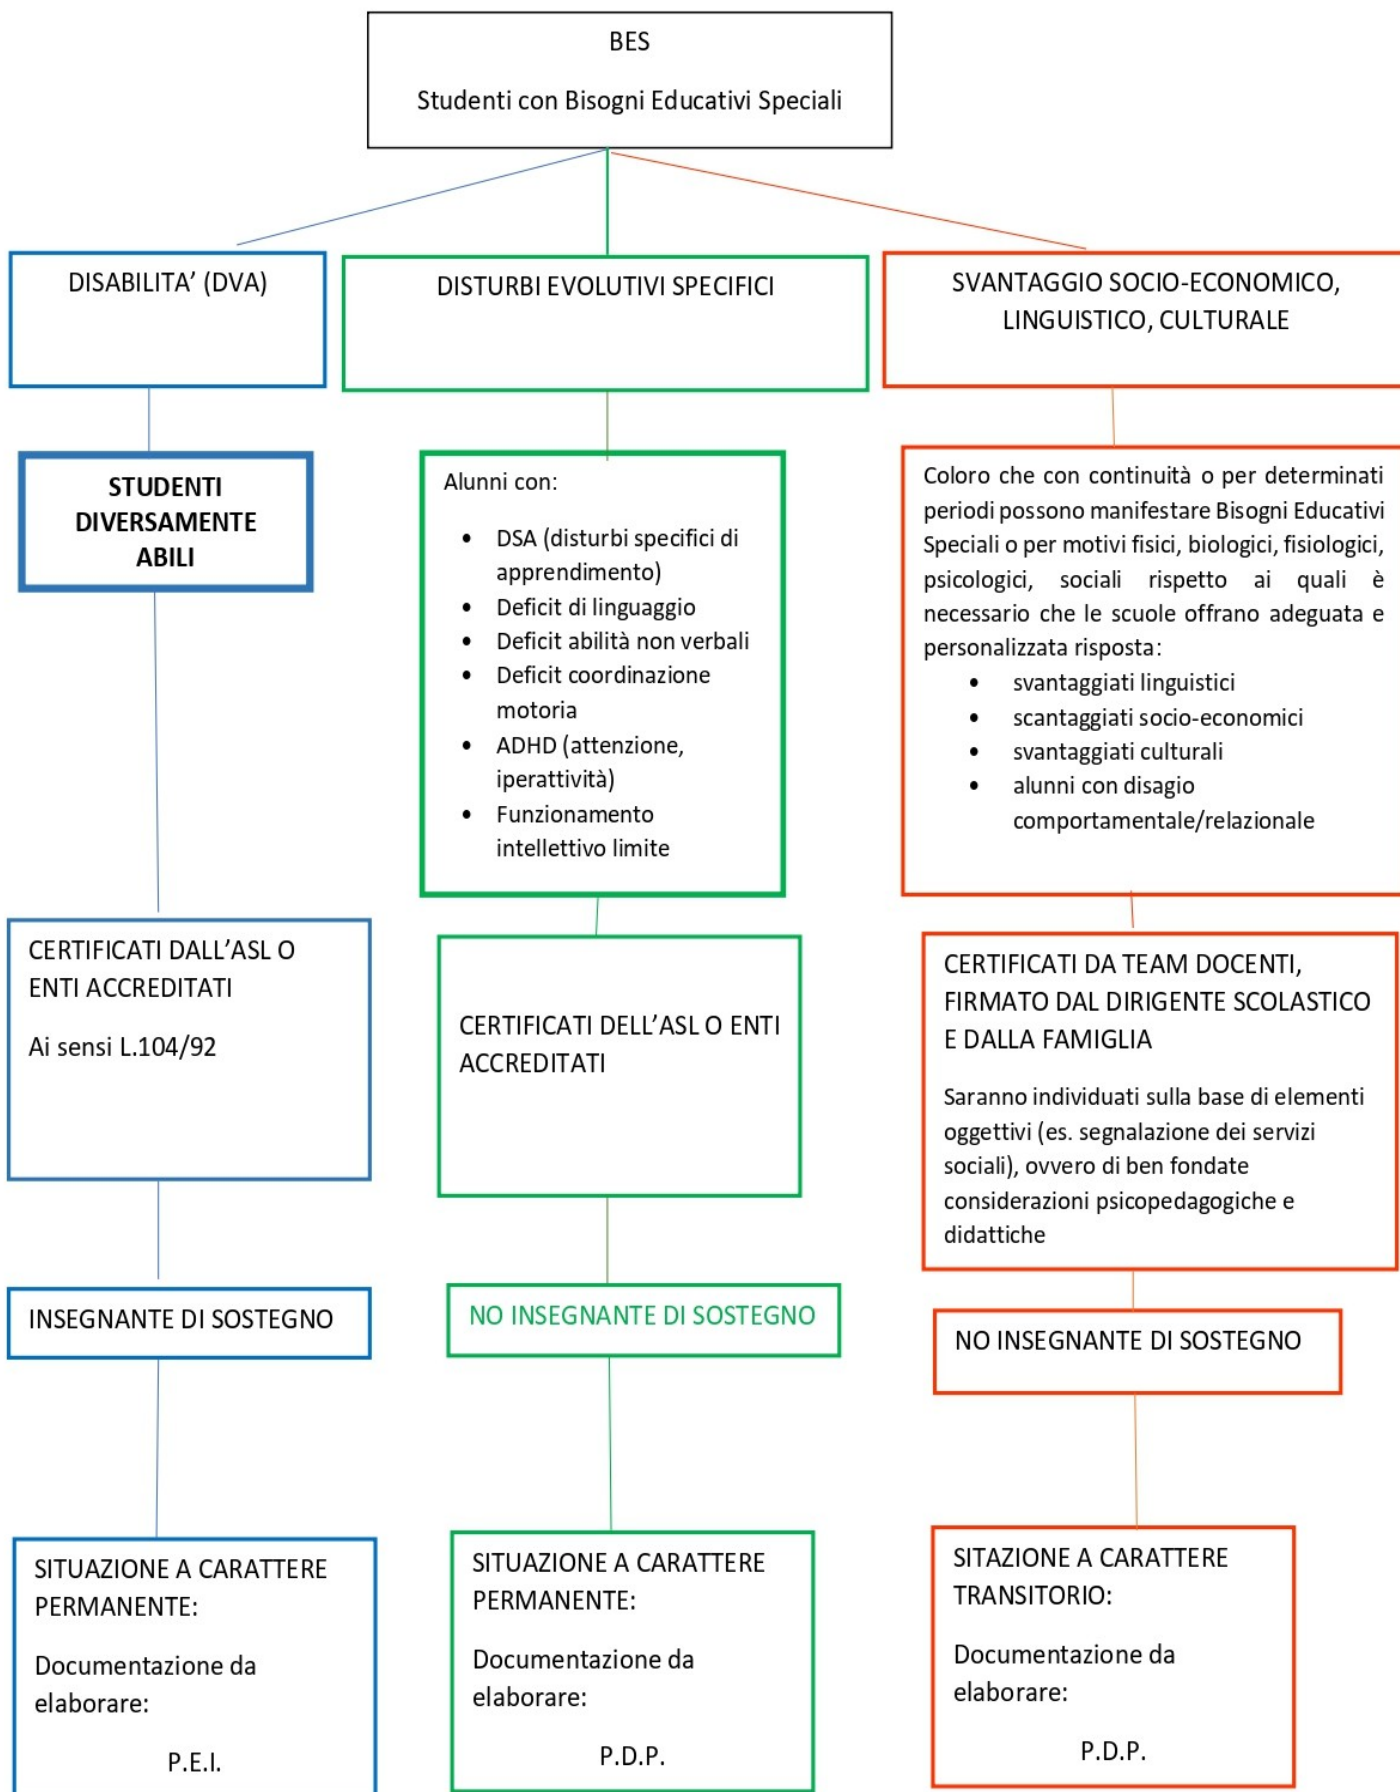 BES
Studenti con Bisogni Educativi Speciali
DISABILITA’ (DVA)
DISTURBI EVOLUTIVI SPECIFICI
SVANTAGGIO SOCIO-ECONOMICO,
LINGUISTICO, CULTURALE
STUDENTI
DIVERSAMENTE
ABILI
Alunni con:
• DSA (disturbi specifici di
apprendimento)
• Deficit di linguaggio
• Deficit abilità non verbali
• Deficit coordinazione
motoria
• ADHD (attenzione,
iperattività)
• Funzionamento
intellettivo limite
Coloro che con continuità o per determinati
periodi possono manifestare Bisogni Educativi
Speciali o per motivi fisici, biologici, fisiologici,
psicologici, sociali rispetto ai quali è
necessario che le scuole offrano adeguata e
personalizzata risposta:
• svantaggiati linguistici
• scantaggiati socio-economici
• svantaggiati culturali
• alunni con disagio
comportamentale/relazionale
CERTIFICATI DALL’ASL O
ENTI ACCREDITATI
Ai sensi L.104/92
CERTIFICATI DELL’ASL O ENTI
ACCREDITATI
CERTIFICATI DA TEAM DOCENTI,
FIRMATO DAL DIRIGENTE SCOLASTICO
E DALLA FAMIGLIA
Saranno individuati sulla base di elementi
oggettivi (es. segnalazione dei servizi
sociali), ovvero di ben fondate
considerazioni psicopedagogiche e
didattiche
INSEGNANTE DI SOSTEGNO
NO INSEGNANTE DI SOSTEGNO
NO INSEGNANTE DI SOSTEGNO
SITUAZIONE A CARATTERE
PERMANENTE:
Documentazione da
elaborare:
P.E.I.
SITUAZIONE A CARATTERE
PERMANENTE:
Documentazione da
elaborare:
P.D.P.
SITAZIONE A CARATTERE
TRANSITORIO:
Documentazione da
elaborare:
P.D.P.